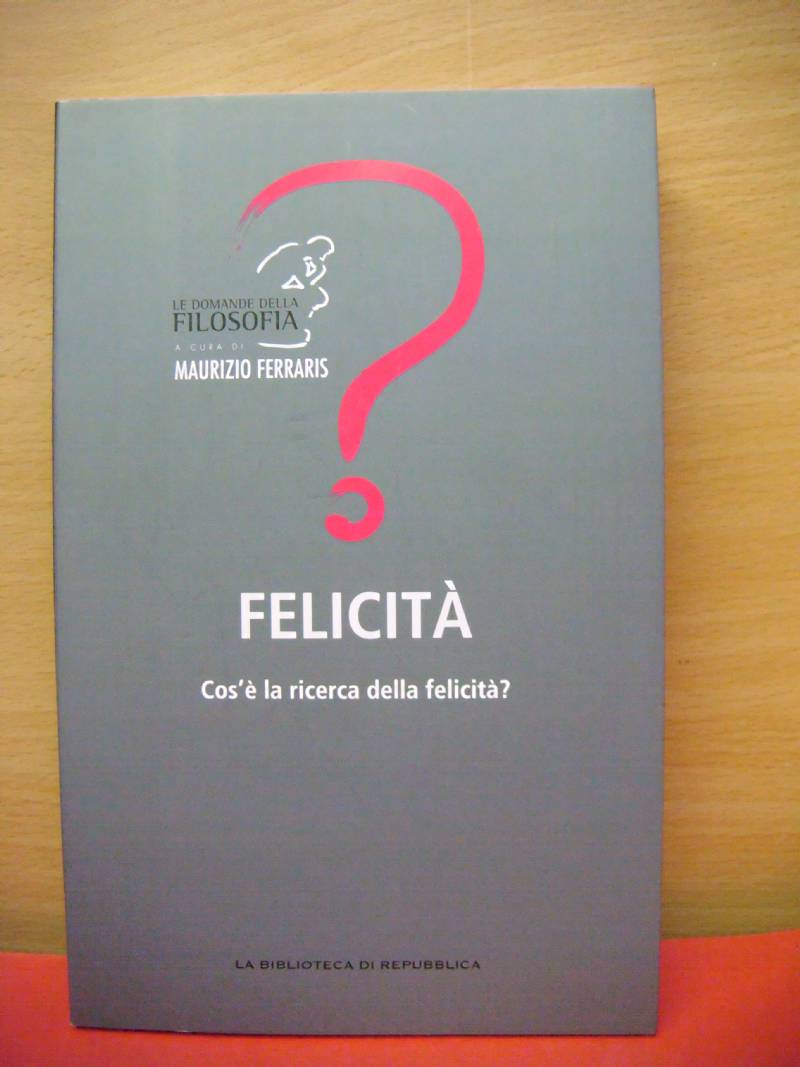 LE DOMANDE DELLA
FILOSOFIA
A CURA DI
MAURIZIO FERRARIS
FELICITÀ
Cos'è la ricerca della felicità?
LA BIBLIOTECA DI REPUBBLICA